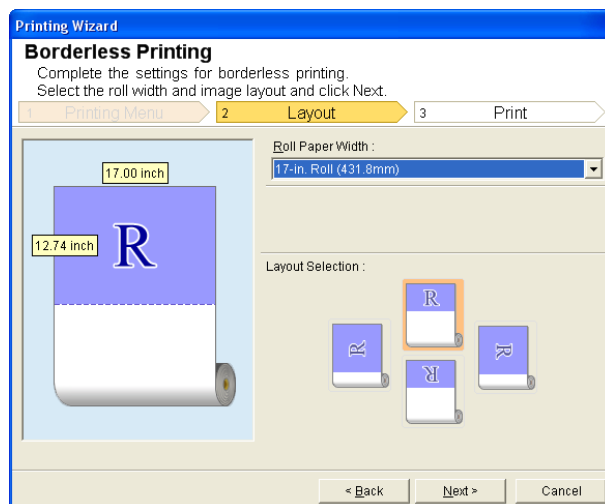 Printing Wizard
Borderless Printing
Complete the settings for borderless printing.
Select the roll width and image layout and click Next.
1 Printing Menu 2 Layout 3 Print
Roll Paper Width :
17-in. Roll (431.8mm)
17.00 inch
12.74 inch
R
Layout Selection :
R
R
R
R
< Back Next > Cancel